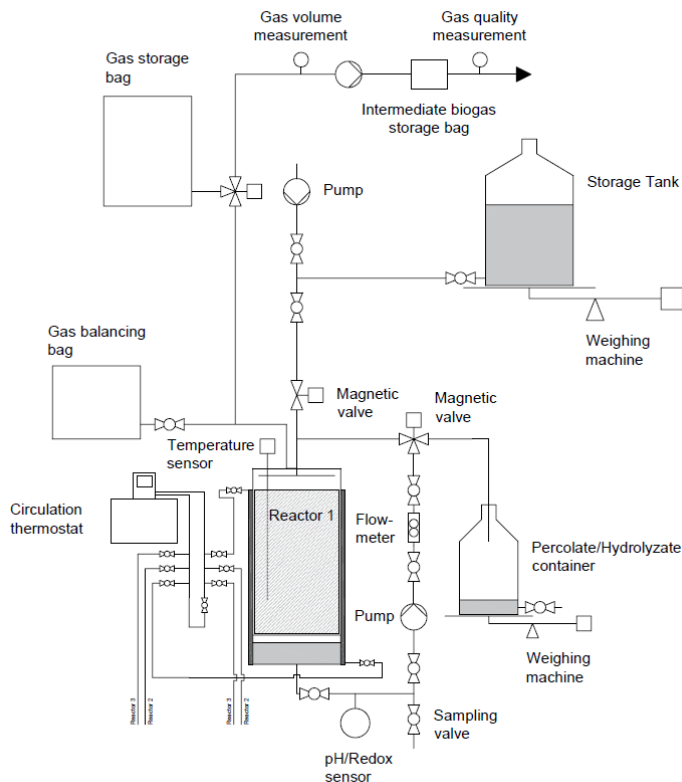 Gas volume
measurement
Gas quality
measurement
Gas storage
bag
Intermediate biogas
storage bag
Pump
Storage Tank
Weighing
machine
Gas balancing
bag
Magnetic
valve
Magnetic
valve
Temperature
sensor
Circulation
thermostat
Reactor 1
Flow-
meter
Percolate/Hydrolyzate
container
Pump
Weighing
machine
Reactor 3
Reactor 2
Reactor 3
Reactor 2
Sampling
valve
pH/Redox
sensor